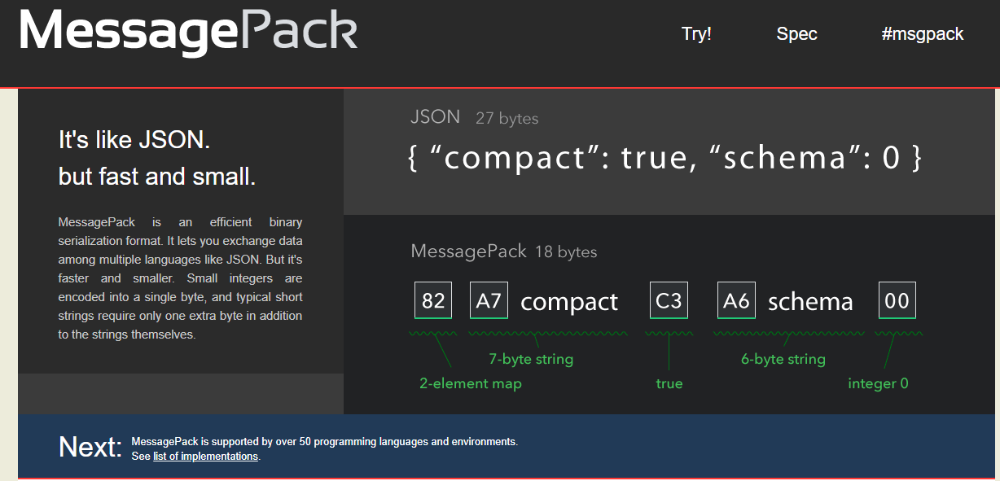 MessagePack
Try! Spec #msgpack
It's like JSON.
but fast and small.
MessagePack is an efficient binary
serialization format. It lets you exchange data
among multiple languages like JSON. But it's
faster and smaller. Small integers are
encoded into a single byte, and typical short
strings require only one extra byte in addition
to the strings themselves.
JSON 27 bytes
{ “compact”: true, “schema”: 0 }
MessagePack 18 bytes
82 A7 compact C3 A6 schema 00
7-byte string 6-byte string
2-element map true integer 0
Next: MessagePack is supported by over 50 programming languages and environments.
See list of implementations.